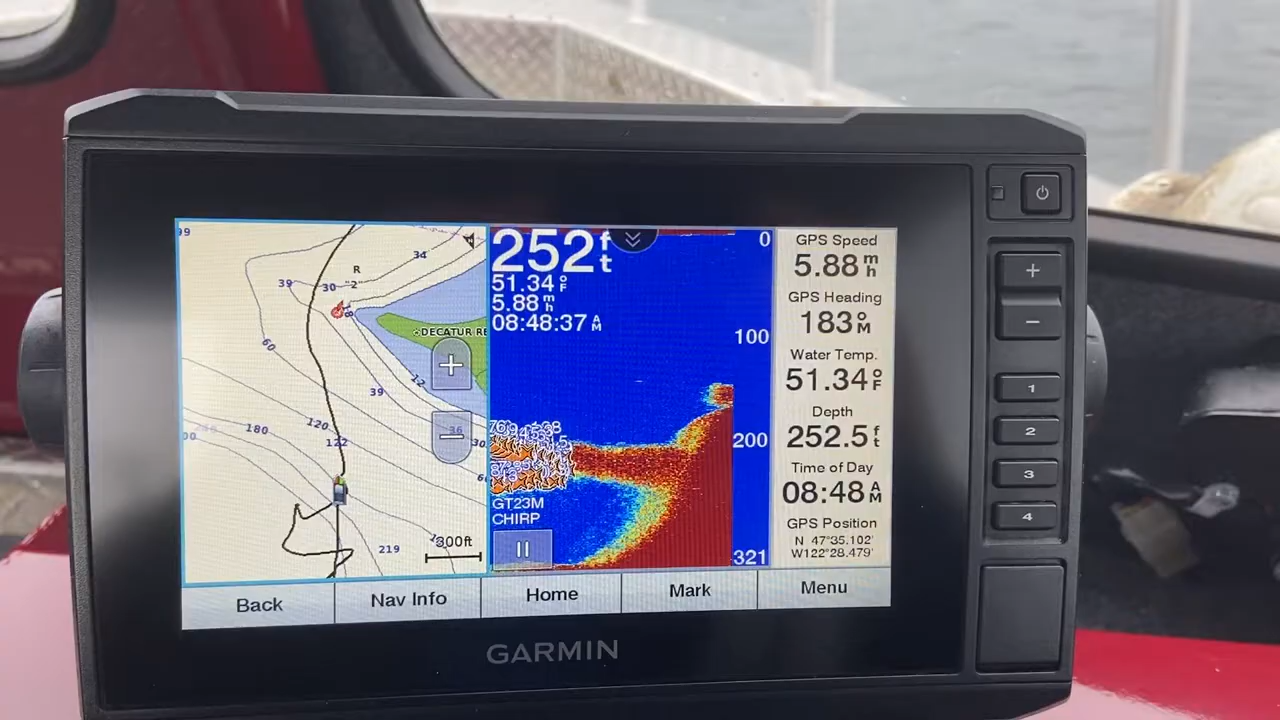 99
34
39
30
R
"2"
DECATUR RE
60
12
39
36
30
180
120
122
219
300ft
252 ft
51.34°F
5.88 mh
08:48:37 AM
0
100
200
321
GT23M
CHIRP
GPS Speed
5.88 mh
GPS Heading
183°M
Water Temp.
51.34°F
Depth
252.5 ft
Time of Day
08:48 AM
GPS Position
N 47°35.102'
W122°28.479'
Back
Nav Info
Home
Mark
Menu
GARMIN
+
−
1
2
3
4